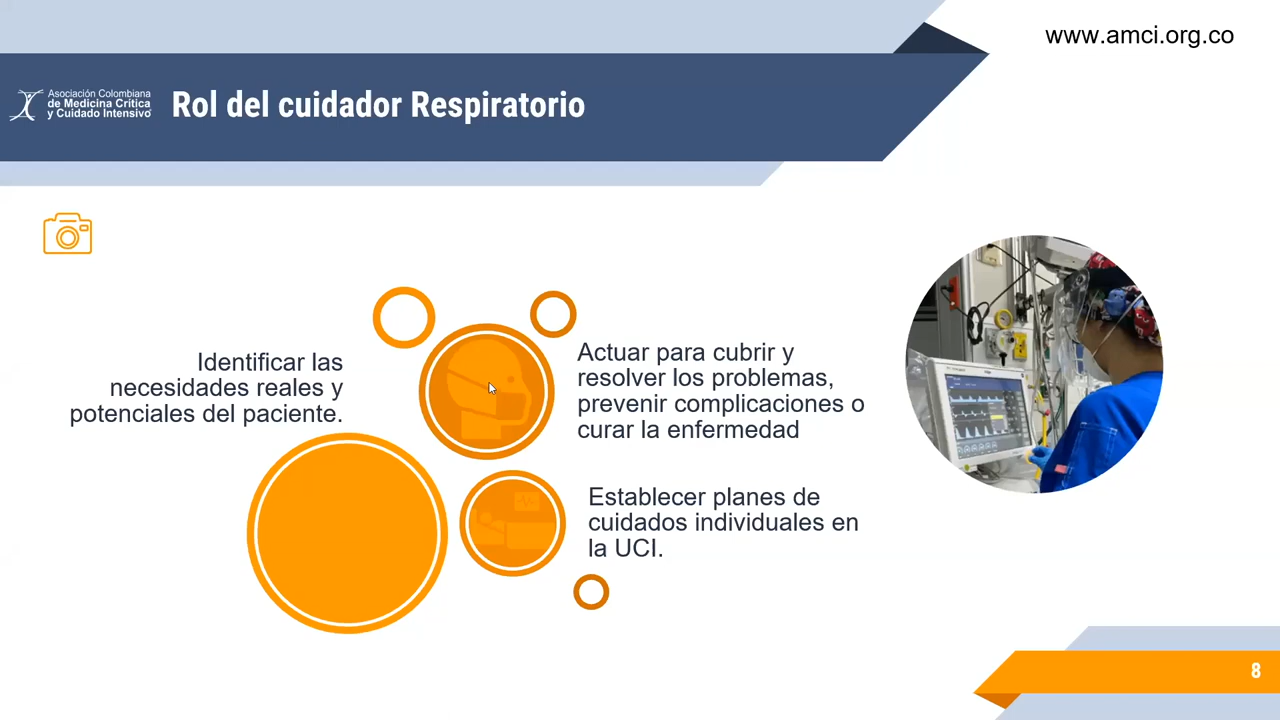 www.amci.org.co
Asociación Colombiana
de Medicina Crítica
y Cuidado Intensivo
Rol del cuidador Respiratorio
Identificar las
necesidades reales y
potenciales del paciente.
Actuar para cubrir y
resolver los problemas,
prevenir complicaciones o
curar la enfermedad
Establecer planes de
cuidados individuales en
la UCI.
8